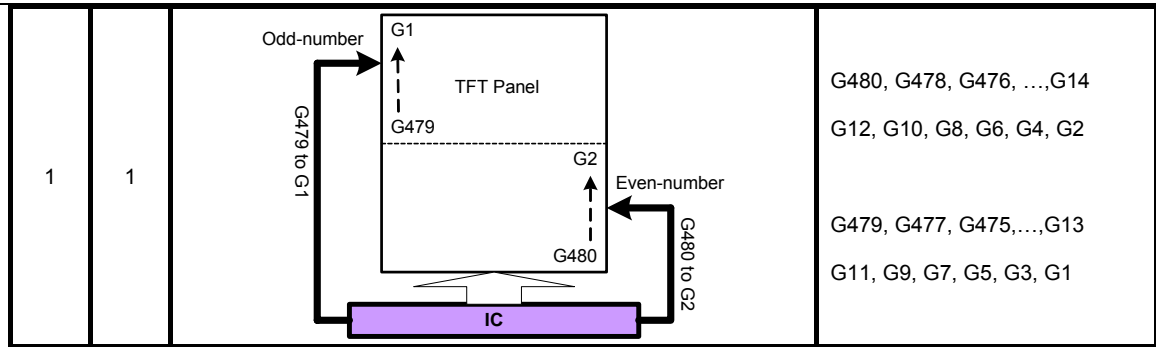 1
1
Odd-number
G1
TFT Panel
G479
G479 to G1
G2
Even-number
G480
G480 to G2
IC
G480, G478, G476, …,G14
G12, G10, G8, G6, G4, G2
G479, G477, G475,…,G13
G11, G9, G7, G5, G3, G1